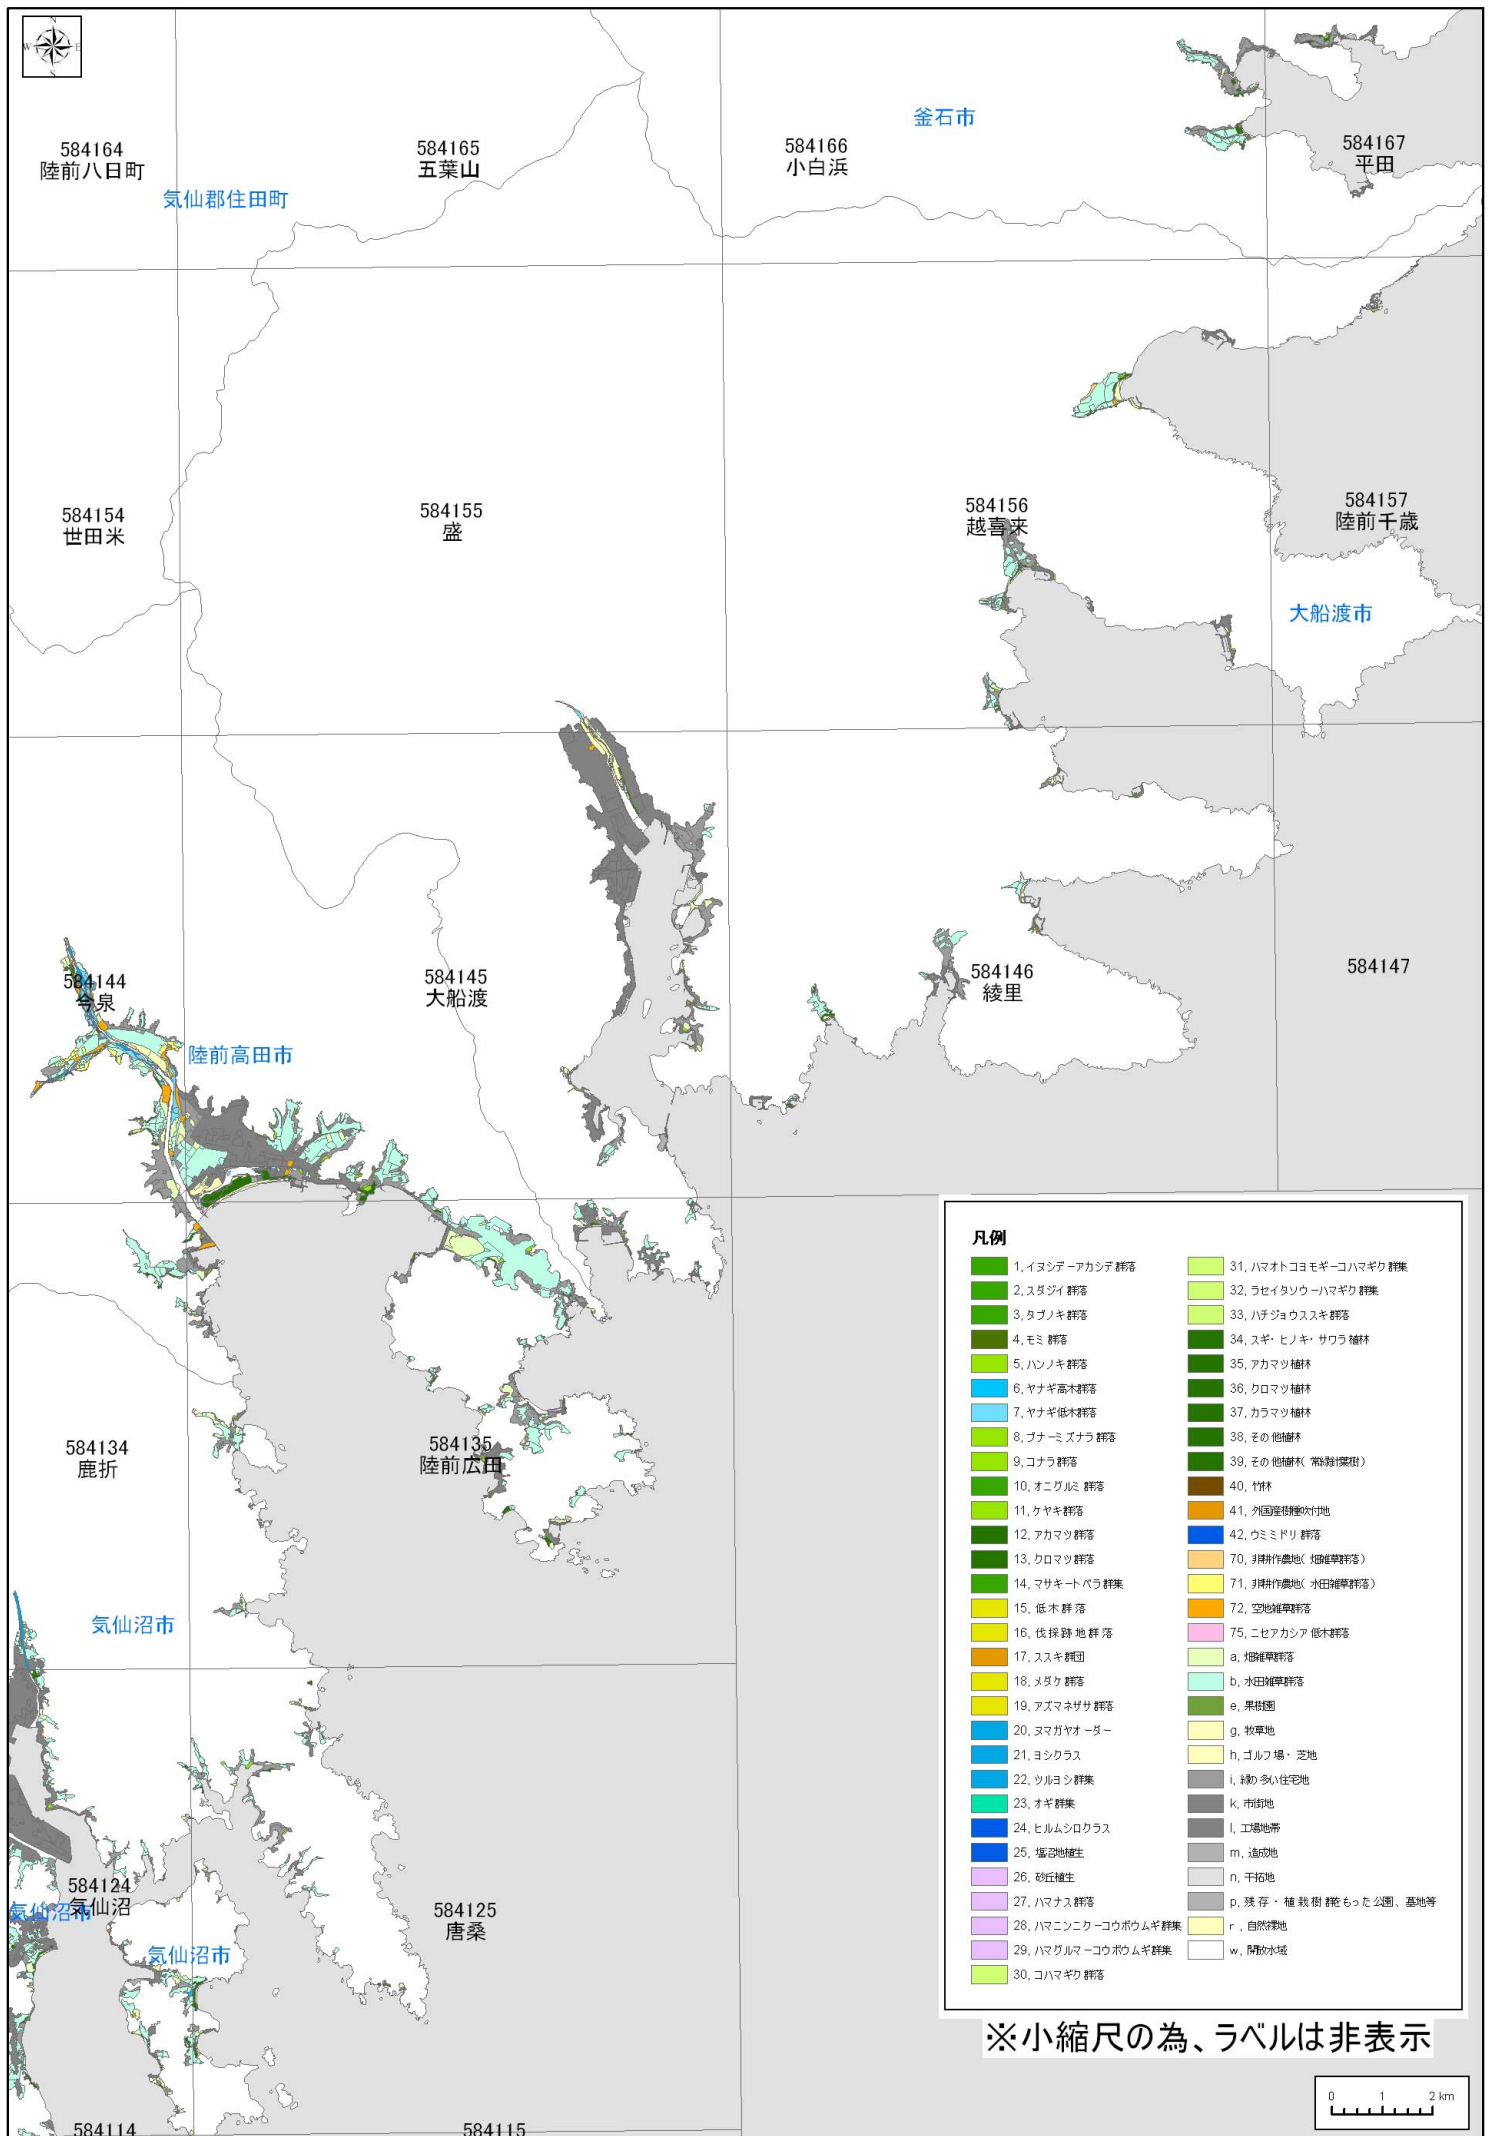 N
W E
S
釜石市
584164
陸前八日町
584165
五葉山
584166
小白浜
584167
平田
気仙郡住田町
584154
世田米
584155
盛
584156
越喜来
584157
陸前千歳
大船渡市
584144
今泉
584145
大船渡
584146
綾里
584147
陸前高田市
584134
鹿折
584135
陸前広田
気仙沼市
584124
気仙沼
気仙沼市
584125
唐桑
気仙沼市
584114
584115
凡例
1, イヌシデーアカシデ群落
2, スダジイ群落
3, タブノキ群落
4, モミ群落
5, ハンノキ群落
6, ヤナギ高木群落
7, ヤナギ低木群落
8, ブナーミズナラ群落
9, コナラ群落
10, オニグルミ群落
11, ケヤキ群落
12, アカマツ群落
13, クロマツ群落
14, マサキートベラ群集
15, 低木群落
16, 伐採跡地群落
17, ススキ群団
18, メダケ群落
19, アズマネザサ群落
20, ヌマガヤオーダー
21, ヨシクラス
22, ツルヨシ群集
23, オギ群集
24, ヒルムシロクラス
25, 塩沼地植生
26, 砂丘植生
27, ハマナス群落
28, ハマニンニクーコウボウムギ群集
29, ハマグルマーコウボウムギ群集
30, コハマギク群落
31, ハマオトコヨモギーコハマギク群集
32, ラセイタソウーハマギク群集
33, ハチジョウススキ群落
34, スギ・ヒノキ・サワラ植林
35, アカマツ植林
36, クロマツ植林
37, カラマツ植林
38, その他植林
39, その他植林(常緑針葉樹)
40, 竹林
41, 外国産樹種吹付地
42, ウミミドリ群落
70, 非耕作農地(畑雑草群落)
71, 非耕作農地(水田雑草群落)
72, 空地雑草群落
75, ニセアカシア低木群落
a, 畑雑草群落
b, 水田雑草群落
e, 果樹園
g, 牧草地
h, ゴルフ場・芝地
i, 緑の多い住宅地
k, 市街地
l, 工場地帯
m, 造成地
n, 干拓地
p, 残存・植栽樹群をもった公園、墓地等
r, 自然裸地
w, 開放水域
※小縮尺の為、ラベルは非表示
0 1 2 km